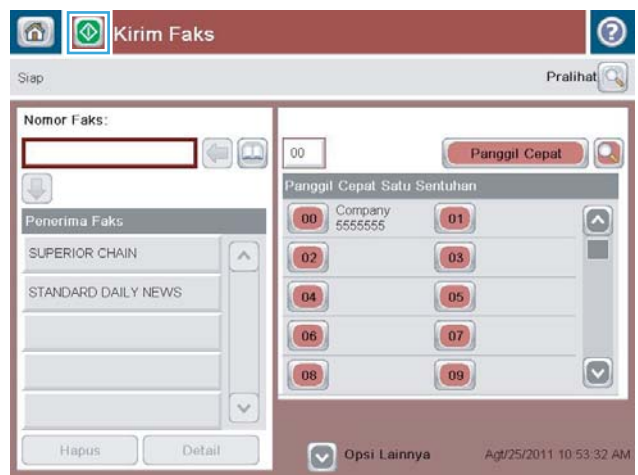 Kirim Faks
?
Siap
Pralihat
Nomor Faks:
00
Panggil Cepat
Panggil Cepat Satu Sentuhan
Penerima Faks
SUPERIOR CHAIN
STANDARD DAILY NEWS
00 Company 01
5555555
02 03
04 05
06 07
08 09
Hapus Detail
Opsi Lainnya
Agt/25/2011 10:53:32 AM